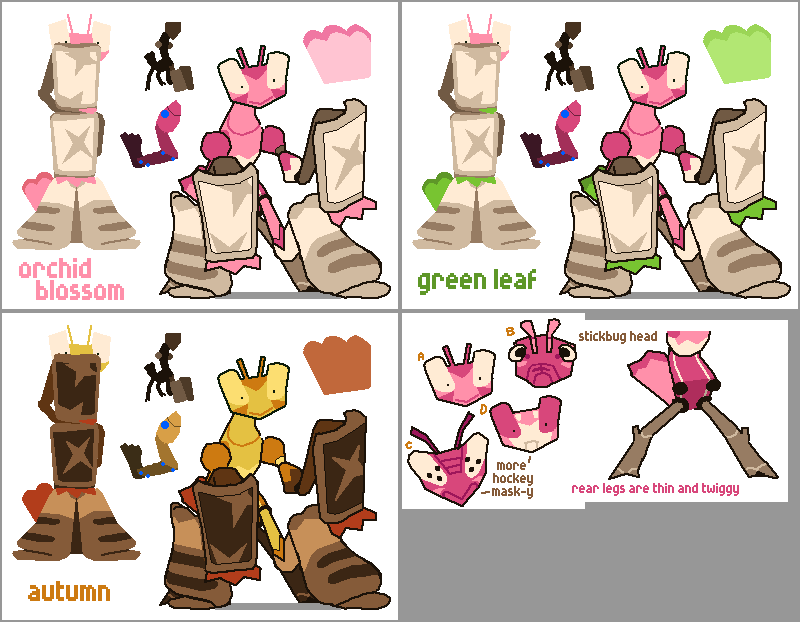 orchid
blossom
green leaf
autumn
A
B
stickbug head
D
C
more'
hockey
mask-y
rear legs are thin and twiggy